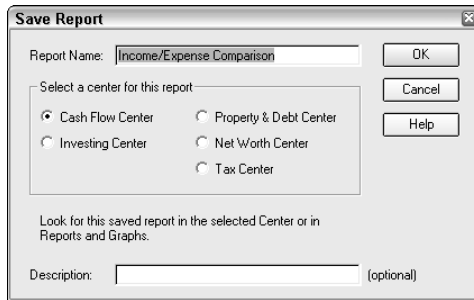 Save Report
Report Name: Income/Expense Comparison
OK
Select a center for this report
Cancel
Cash Flow Center Property & Debt Center
Help
Investing Center Net Worth Center
Tax Center
Look for this saved report in the selected Center or in
Reports and Graphs.
Description: (optional)